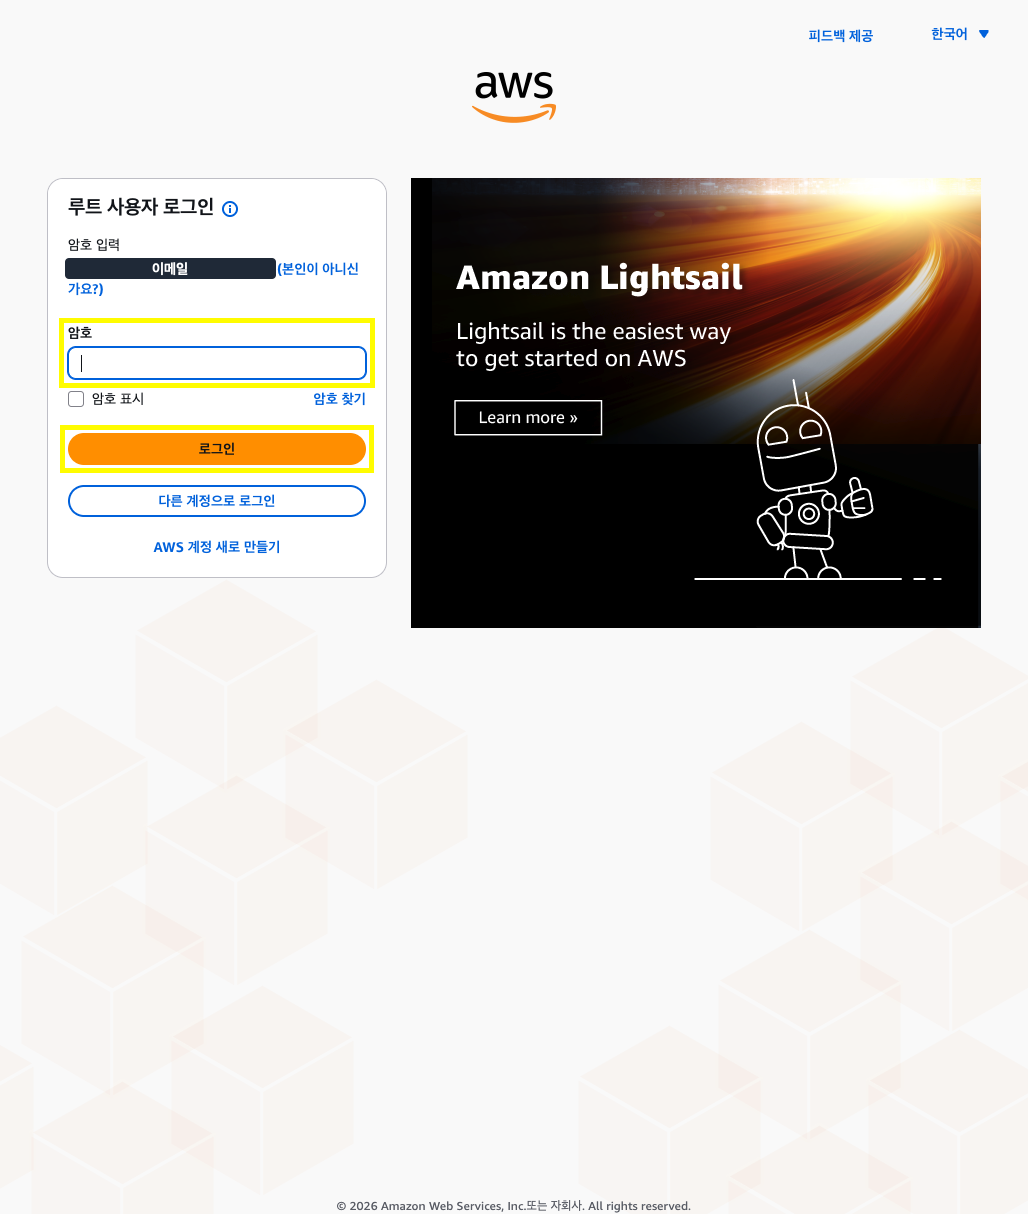 피드백 제공
한국어
aws
루트 사용자 로그인
암호 입력
이메일 (본인이 아니신
가요?)
암호
암호 표시
암호 찾기
로그인
다른 계정으로 로그인
AWS 계정 새로 만들기
Amazon Lightsail
Lightsail is the easiest way
to get started on AWS
Learn more »
© 2026 Amazon Web Services, Inc.또는 자회사. All rights reserved.